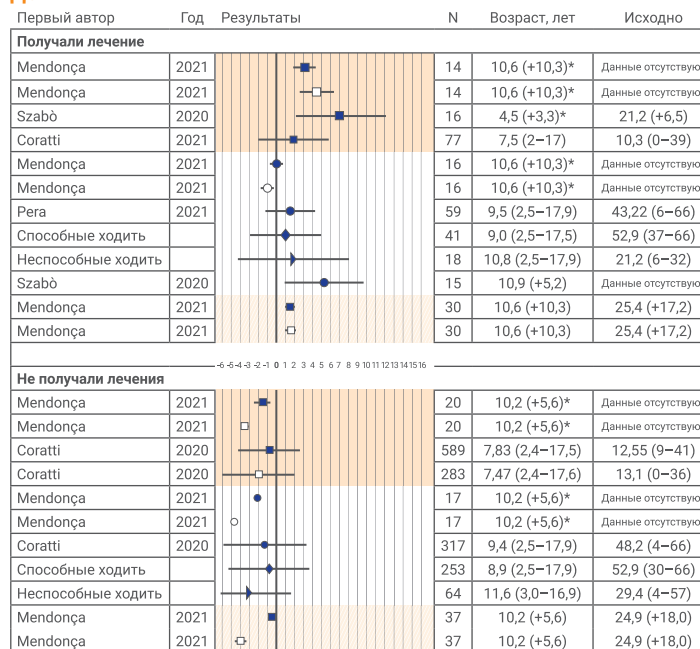 Первый автор Год Результаты N Возраст, лет Исходно
Получали лечение
Mendonça 2021 14 10,6 (+10,3)* Данные отсутствую
Mendonça 2021 14 10,6 (+10,3)* Данные отсутствую
Szabò 2020 16 4,5 (+3,3)* 21,2 (+6,5)
Coratti 2021 77 7,5 (2–17) 10,3 (0–39)
Mendonça 2021 16 10,6 (+10,3)* Данные отсутствую
Mendonça 2021 16 10,6 (+10,3)* Данные отсутствую
Pera 2021 59 9,5 (2,5–17,9) 43,22 (6–66)
Способные ходить 41 9,0 (2,5–17,5) 52,9 (37–66)
Неспособные ходить 18 10,8 (2,5–17,9) 21,2 (6–32)
Szabò 2020 15 10,9 (+5,2) Данные отсутствую
Mendonça 2021 30 10,6 (+10,3) 25,4 (+17,2)
Mendonça 2021 30 10,6 (+10,3) 25,4 (+17,2)
-6 -5 -4 -3 -2 -1 0 1 2 3 4 5 6 7 8 9 10 11 12 13 14 15 16
Не получали лечения
Mendonça 2021 20 10,2 (+5,6)* Данные отсутствую
Mendonça 2021 20 10,2 (+5,6)* Данные отсутствую
Coratti 2020 589 7,83 (2,4–17,5) 12,55 (9–41)
Coratti 2020 283 7,47 (2,4–17,6) 13,1 (0–36)
Mendonça 2021 17 10,2 (+5,6)* Данные отсутствую
Mendonça 2021 17 10,2 (+5,6)* Данные отсутствую
Coratti 2020 317 9,4 (2,5–17,9) 48,2 (4–66)
Способные ходить 253 8,9 (2,5–17,9) 52,9 (30–66)
Неспособные ходить 64 11,6 (3,0–16,9) 29,4 (4–57)
Mendonça 2021 37 10,2 (+5,6) 24,9 (+18,0)
Mendonça 2021 37 10,2 (+5,6) 24,9 (+18,0)